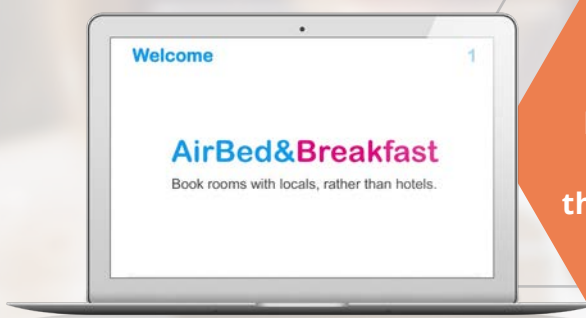 Welcome
1
AirBed&Breakfast
Book rooms with locals, rather than hotels.